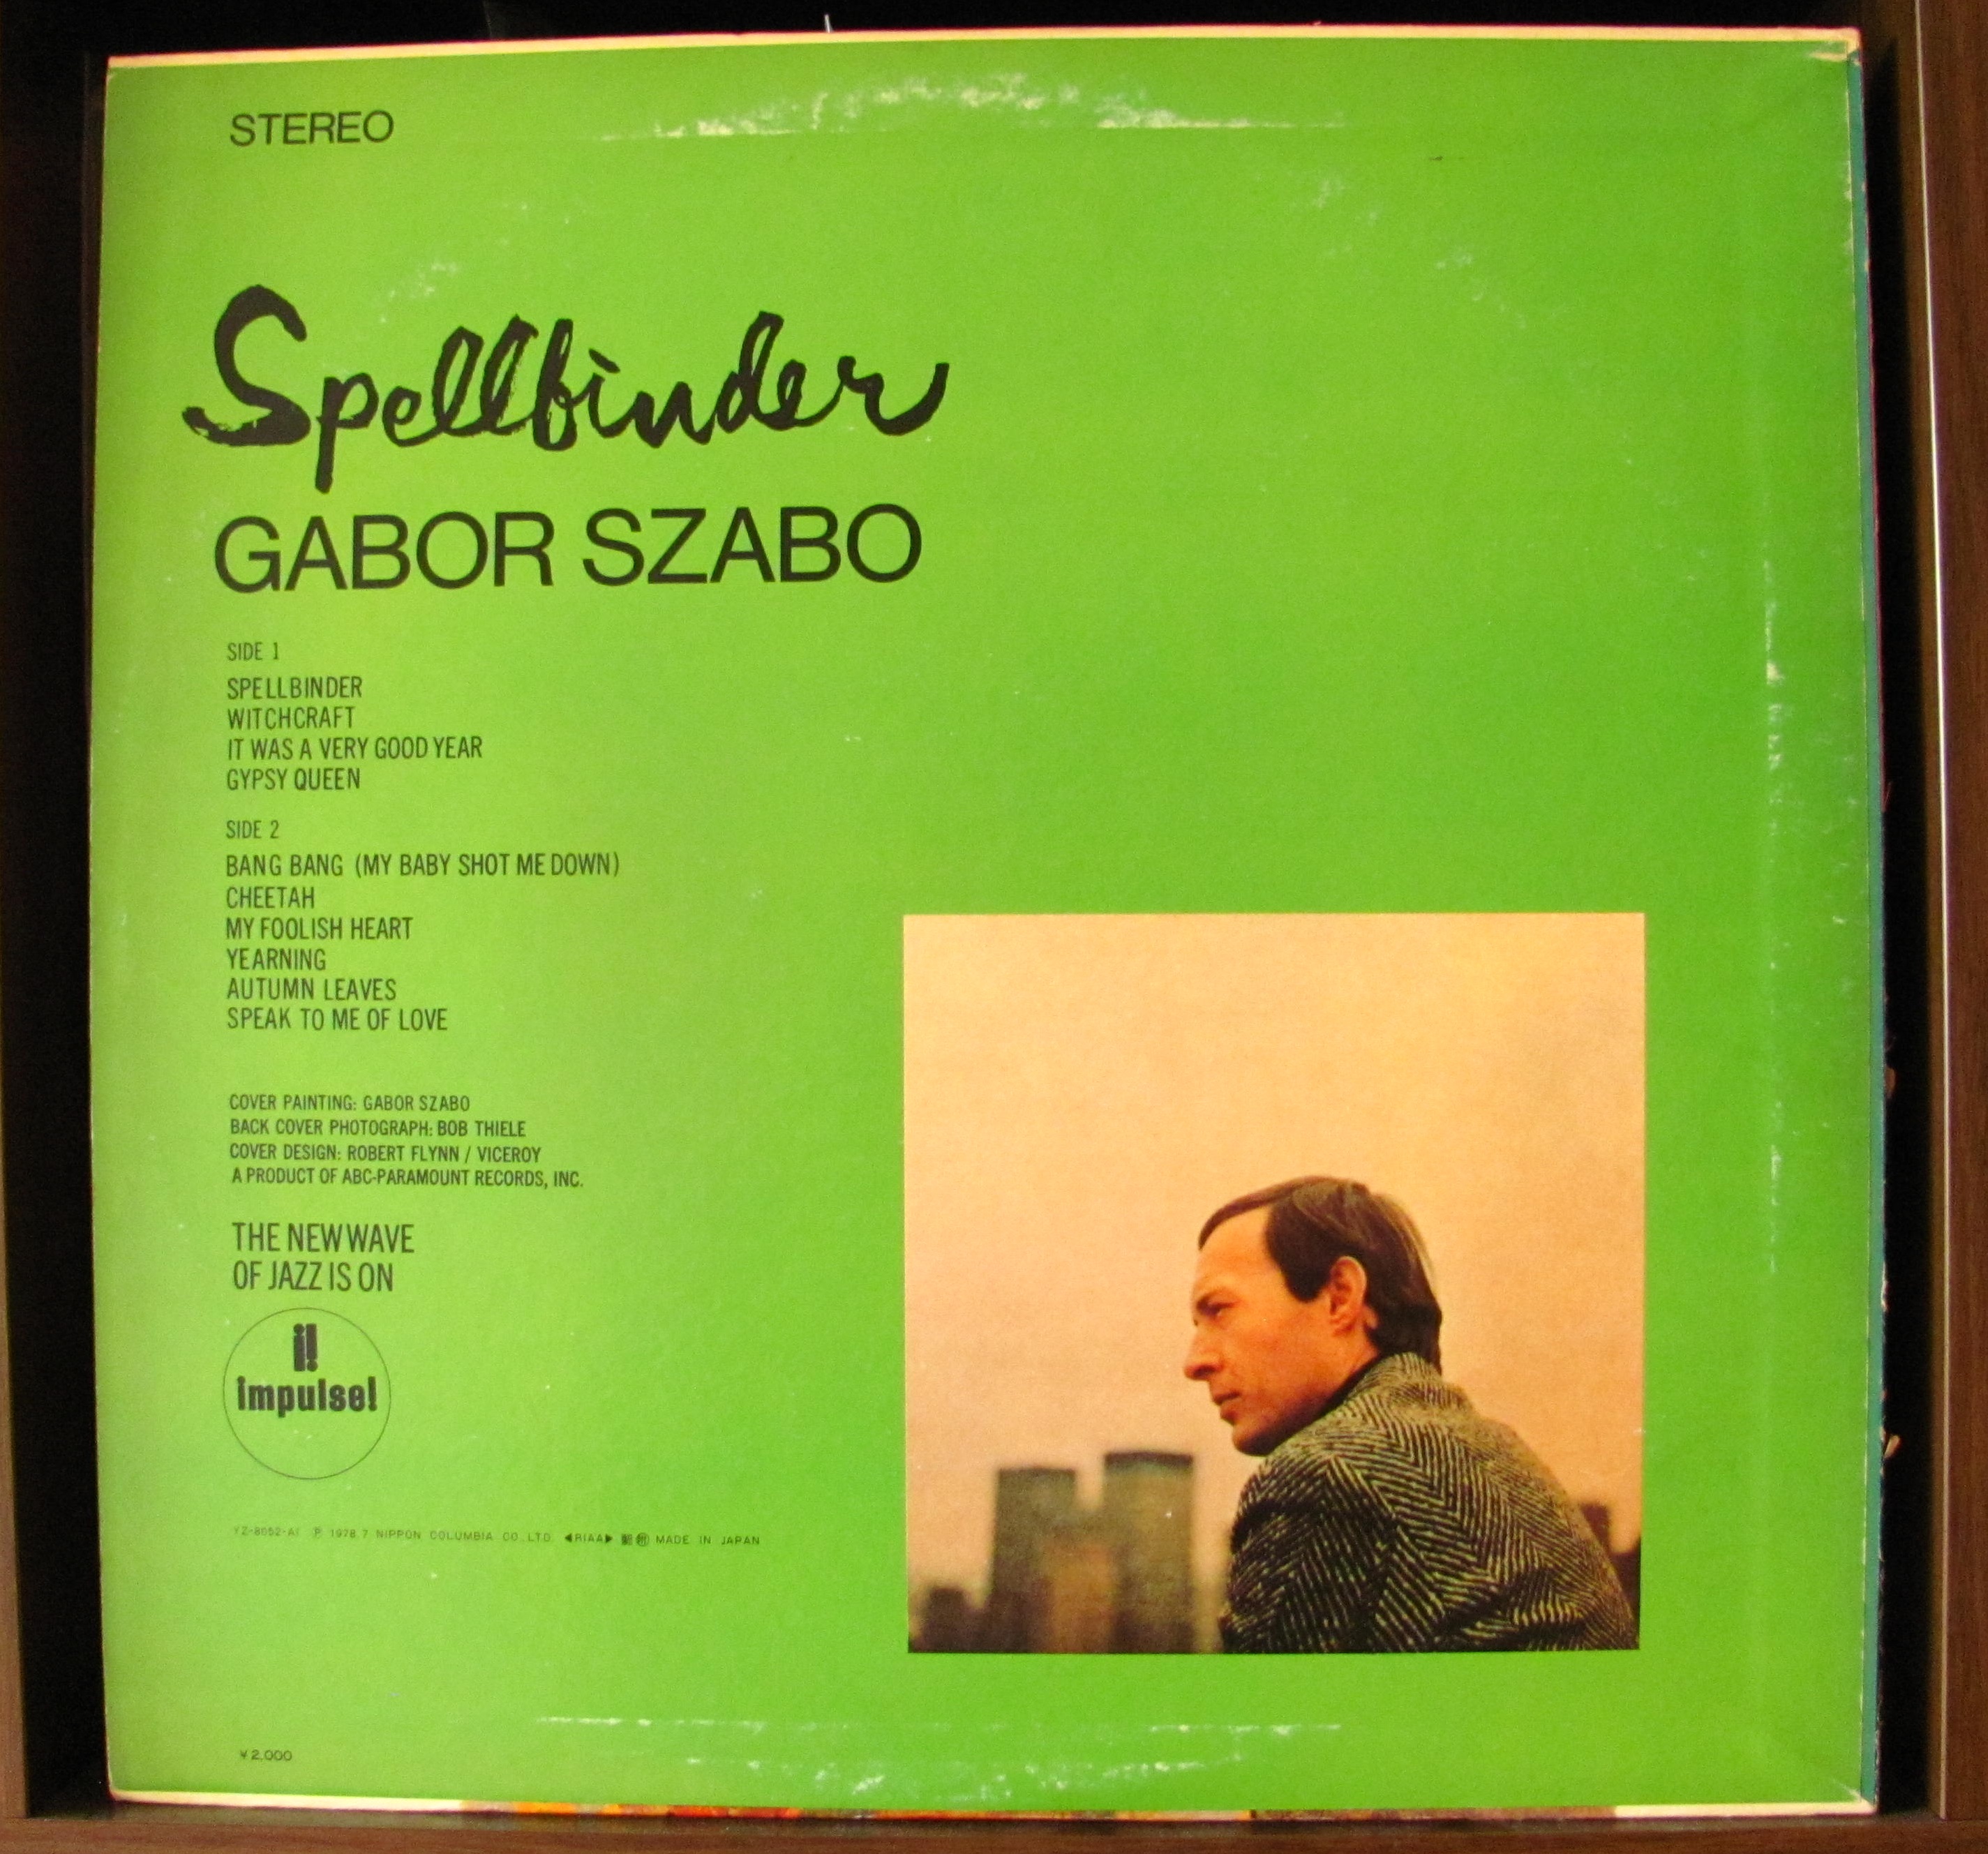 STEREO
Spellbinder
GABOR SZABO
SIDE 1
SPELLBINDER
WITCHCRAFT
IT WAS A VERY GOOD YEAR
GYPSY QUEEN
SIDE 2
BANG BANG (MY BABY SHOT ME DOWN)
CHEETAH
MY FOOLISH HEART
YEARNING
AUTUMN LEAVES
SPEAK TO ME OF LOVE
COVER PAINTING: GABOR SZABO
BACK COVER PHOTOGRAPH: BOB THIELE
COVER DESIGN: ROBERT FLYNN / VICEROY
A PRODUCT OF ABC-PARAMOUNT RECORDS, INC.
THE NEW WAVE
OF JAZZ IS ON
i!
impulse!
YZ-8052-AI Ⓟ 1978.7 NIPPON COLUMBIA CO., LTD. ◀RIAA▶ MADE IN JAPAN
¥2,000